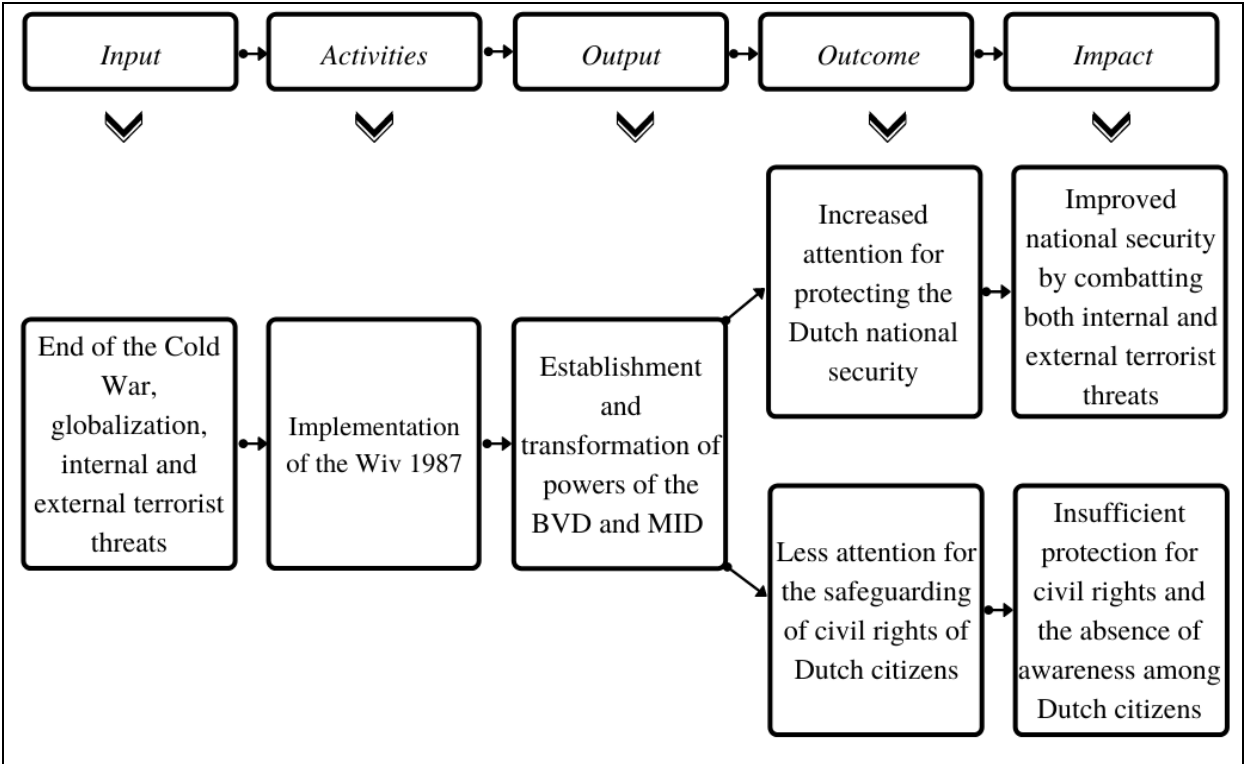 Input
Activities
Output
Outcome
Impact
End of the Cold
War,
globalization,
internal and
external terrorist
threats
Implementation
of the Wiv 1987
Establishment
and
transformation of
powers of the
BVD and MID
Increased
attention for
protecting the
Dutch national
security
Improved
national security
by combatting
both internal and
external terrorist
threats
Less attention for
the safeguarding
of civil rights of
Dutch citizens
Insufficient
protection for
civil rights and
the absence of
awareness among
Dutch citizens